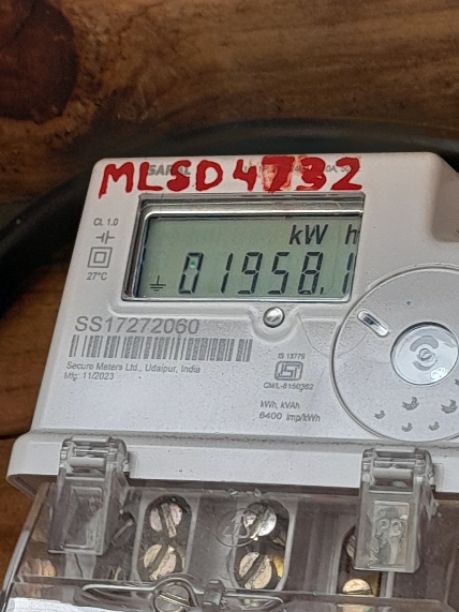 MLSD4732
CL 1.0
27°C
kW h
01958.1
SS17272060
Secure Meters Ltd., Udaipur, India
Mfg. 11/2023
IS 13779
CM/L-8150362
kWh, kVAh
6400 imp/kWh